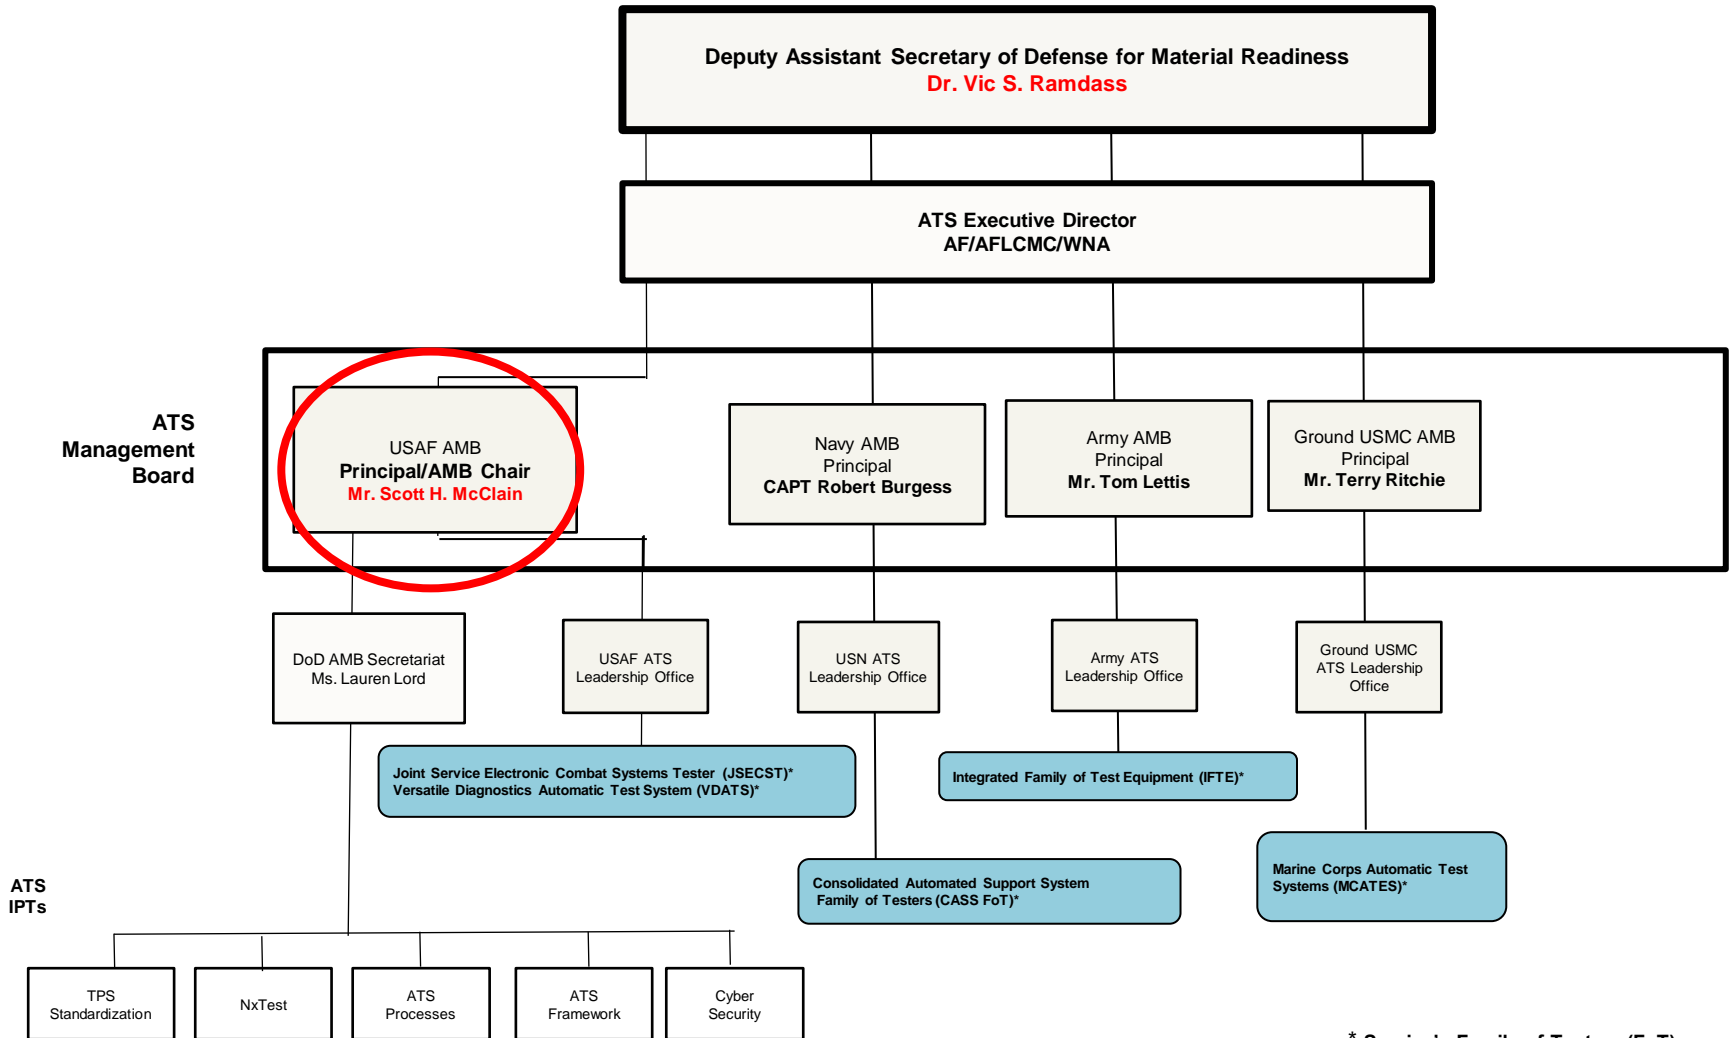 Deputy Assistant Secretary of Defense for Material Readiness
Dr. Vic S. Ramdass
ATS Executive Director
AF/AFLCMC/WNA
ATS
Management
Board
USAF AMB
Principal/AMB Chair
Mr. Scott H. McClain
Navy AMB
Principal
CAPT Robert Burgess
Army AMB
Principal
Mr. Tom Lettis
Ground USMC AMB
Principal
Mr. Terry Ritchie
DoD AMB Secretariat
Ms. Lauren Lord
USAF ATS
Leadership Office
USN ATS
Leadership Office
Army ATS
Leadership Office
Ground USMC
ATS Leadership
Office
Joint Service Electronic Combat Systems Tester (JSECST)*
Versatile Diagnostics Automatic Test System (VDATS)*
Integrated Family of Test Equipment (IFTE)*
Consolidated Automated Support System
Family of Testers (CASS FoT)*
Marine Corps Automatic Test
Systems (MCATES)*
ATS
IPTs
TPS
Standardization
NxTest
ATS
Processes
ATS
Framework
Cyber
Security
* Service's Family of Testers (FoT)